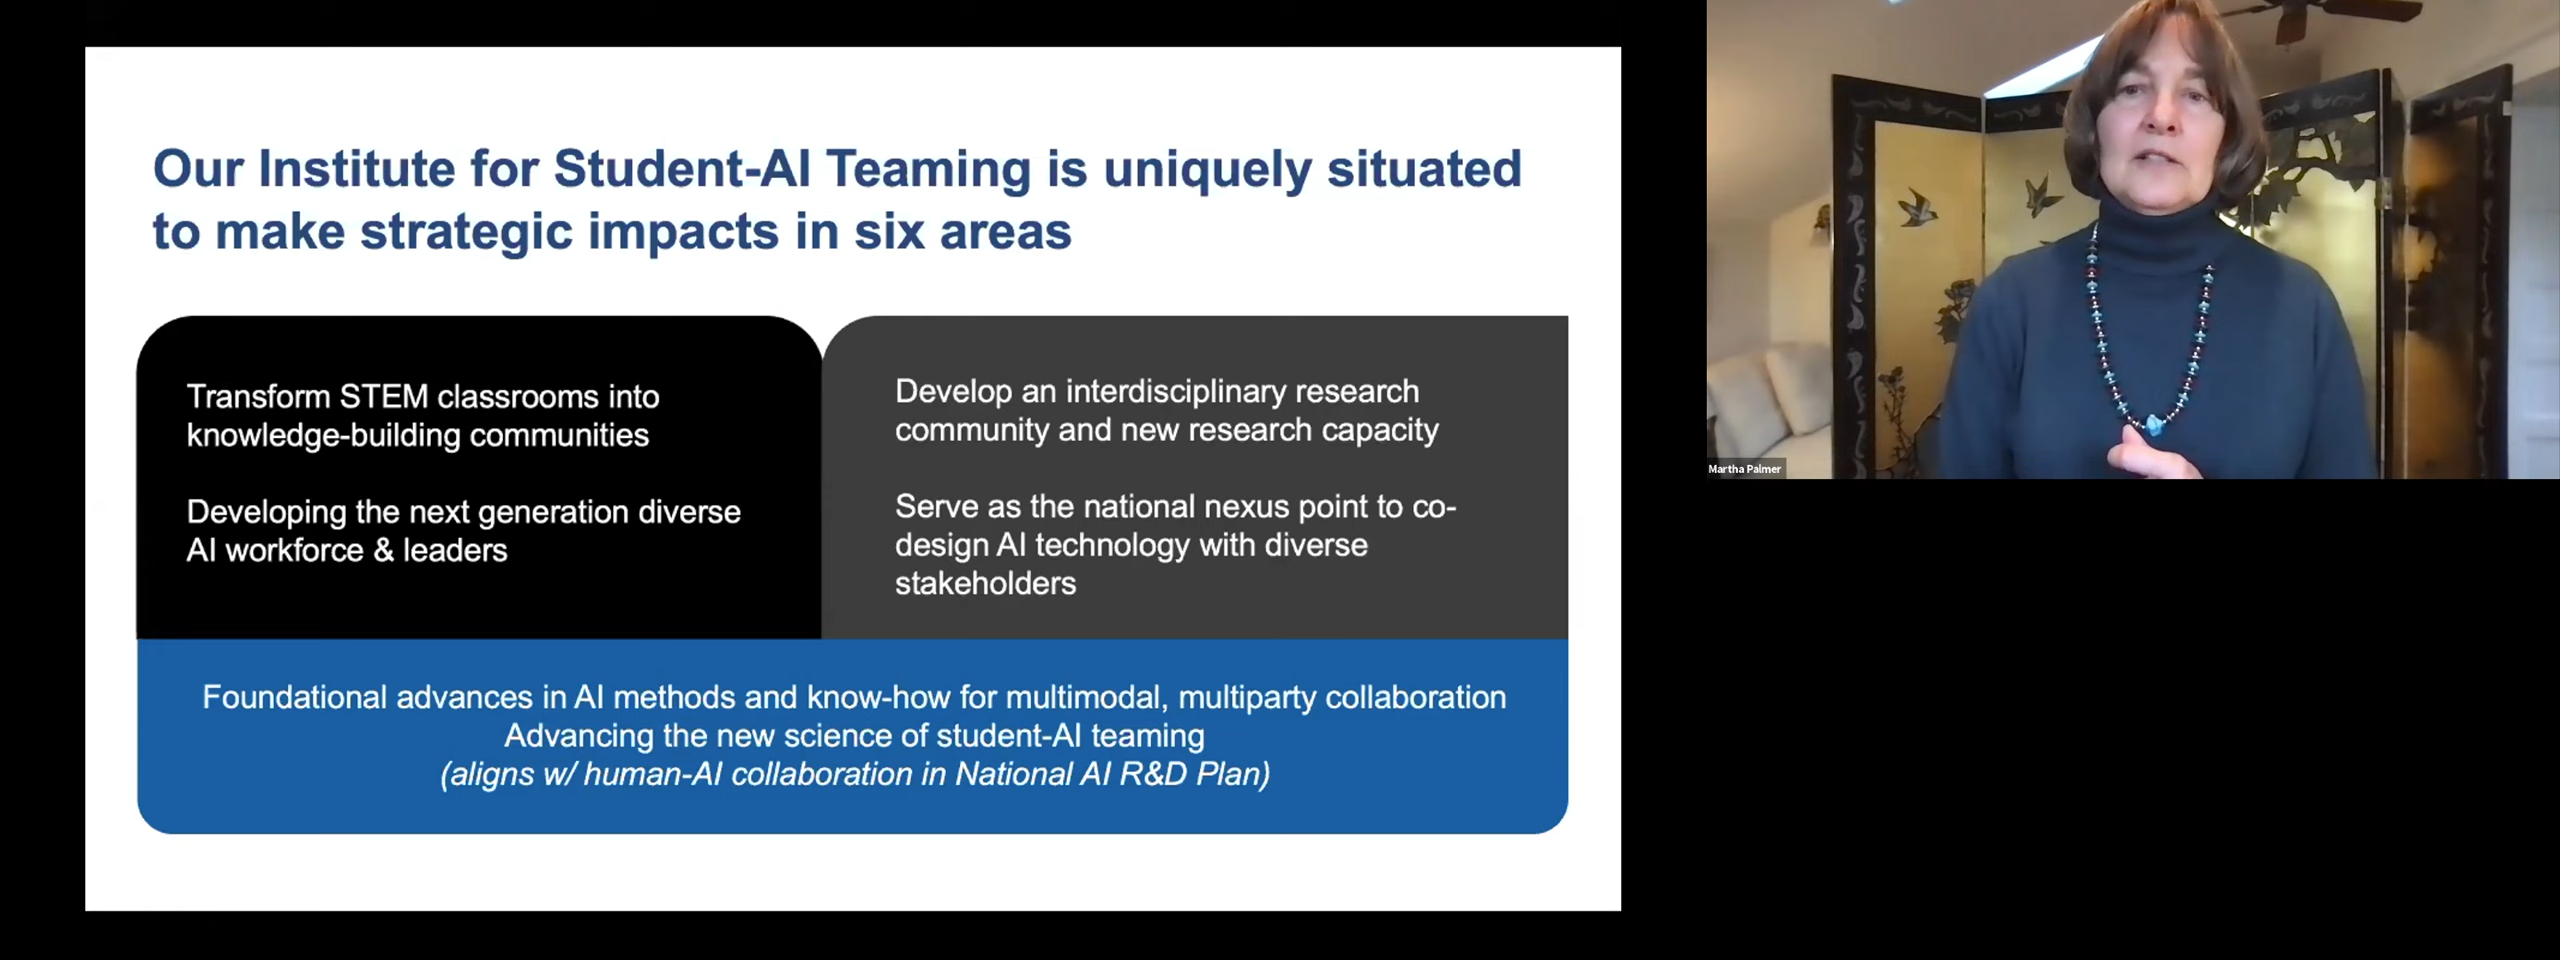 Our Institute for Student-AI Teaming is uniquely situated
to make strategic impacts in six areas
Transform STEM classrooms into
knowledge-building communities
Developing the next generation diverse
AI workforce & leaders
Develop an interdisciplinary research
community and new research capacity
Serve as the national nexus point to co-
design AI technology with diverse
stakeholders
Foundational advances in AI methods and know-how for multimodal, multiparty collaboration
Advancing the new science of student-AI teaming
(aligns w/ human-AI collaboration in National AI R&D Plan)
Martha Palmer